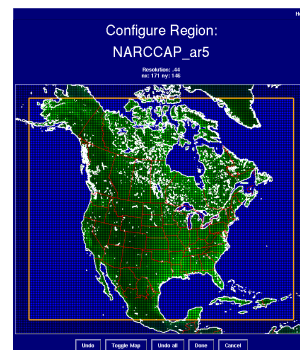 Configure Region:
NARCCAP_ar5
Resolution: .44
nx: 171 ny: 146
Undo
Toggle Map
Undo all
Done
Cancel